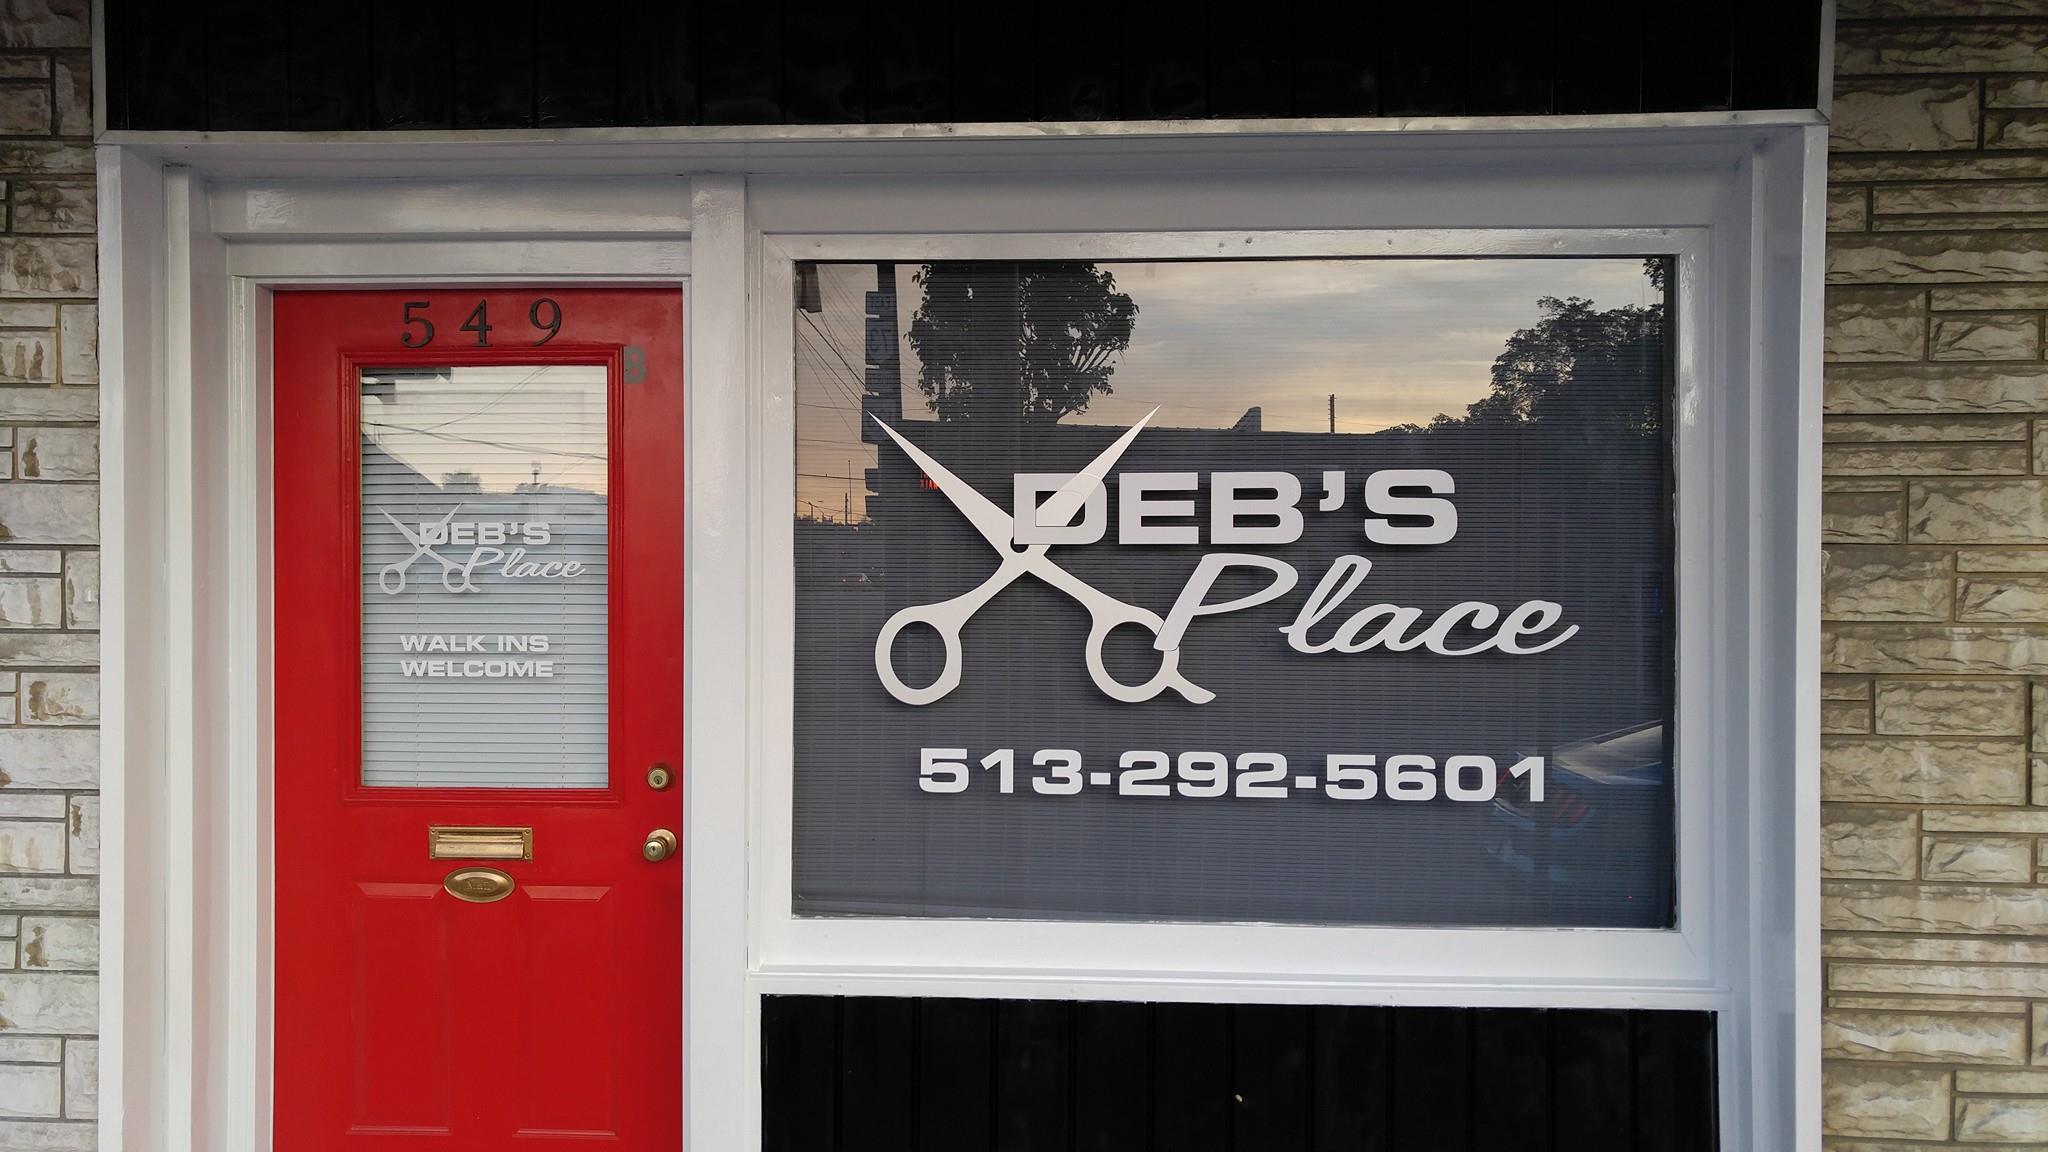 549
B
DEB'S
Place
WALK INS
WELCOME
DEB'S
Place
513-292-5601